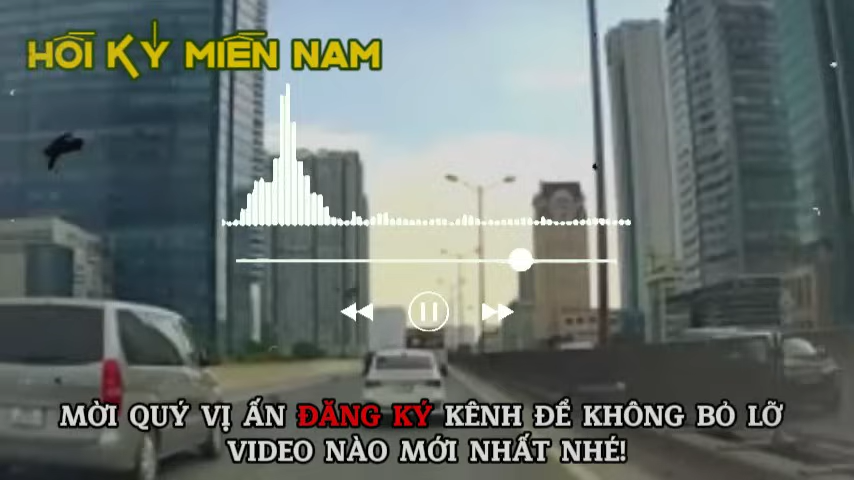 HỒI KÝ MIỀN NAM
MỜI QUÝ VỊ ẤN ĐĂNG KÝ KÊNH ĐỂ KHÔNG BỎ LỠ
VIDEO NÀO MỚI NHẤT NHÉ!